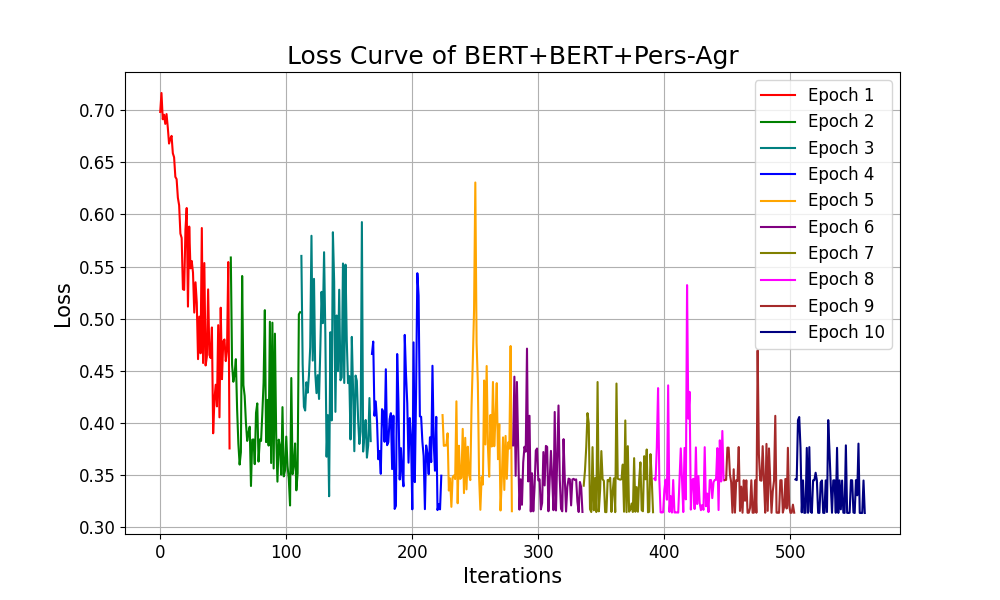 Loss Curve of BERT+BERT+Pers-Agr
Epoch 1
Epoch 2
Epoch 3
Epoch 4
Epoch 5
Epoch 6
Epoch 7
Epoch 8
Epoch 9
Epoch 10
Loss
0.70
0.65
0.60
0.55
0.50
0.45
0.40
0.35
0.30
0 100 200 300 400 500
Iterations